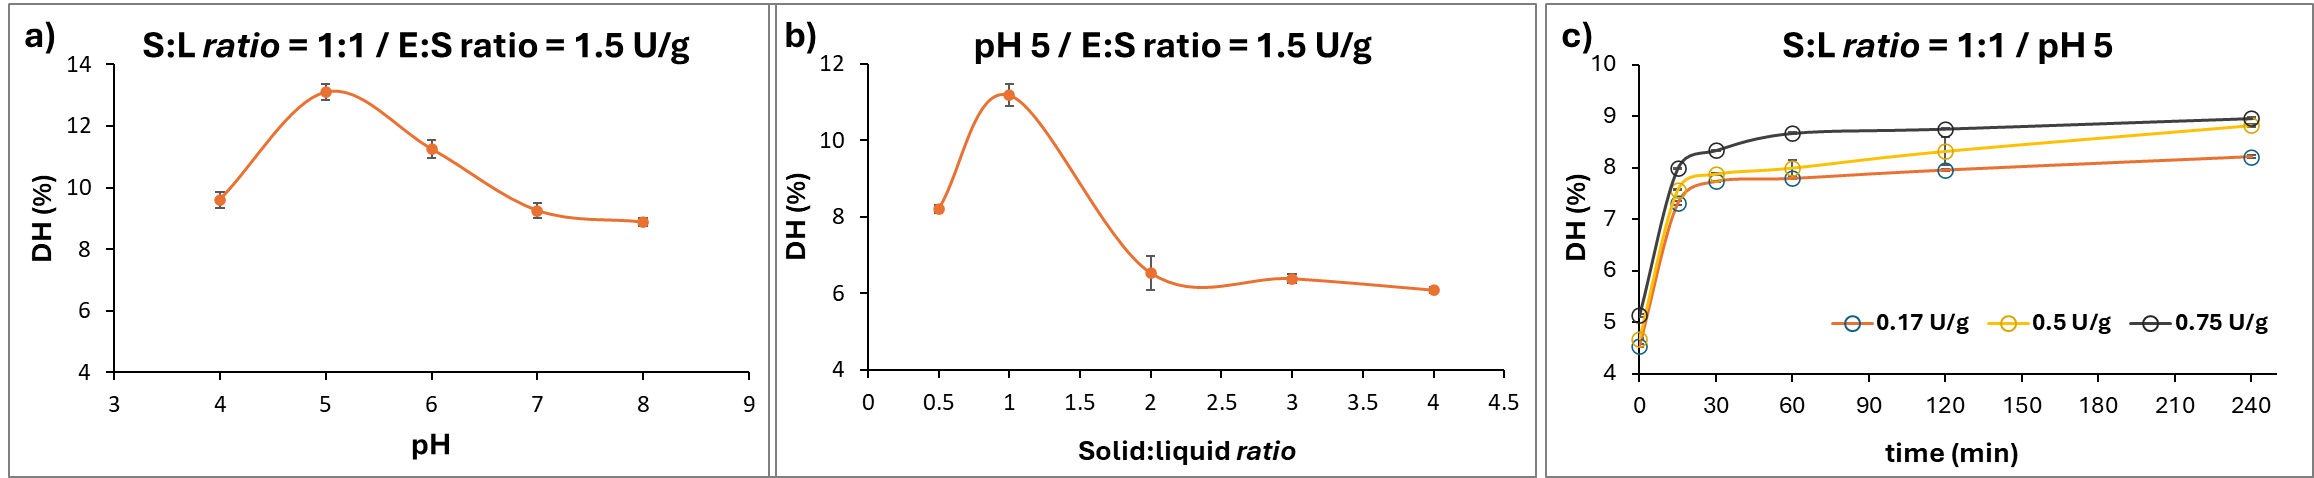 a)
S:L ratio = 1:1 / E:S ratio = 1.5 U/g
14
12
10
8
6
4
DH (%)
3 4 5 6 7 8 9
pH
b)
pH 5 / E:S ratio = 1.5 U/g
12
10
8
6
4
DH (%)
0 0.5 1 1.5 2 2.5 3 3.5 4 4.5
Solid:liquid ratio
c)
S:L ratio = 1:1 / pH 5
10
9
8
7
6
5
4
DH (%)
0.17 U/g 0.5 U/g 0.75 U/g
0 30 60 90 120 150 180 210 240
time (min)